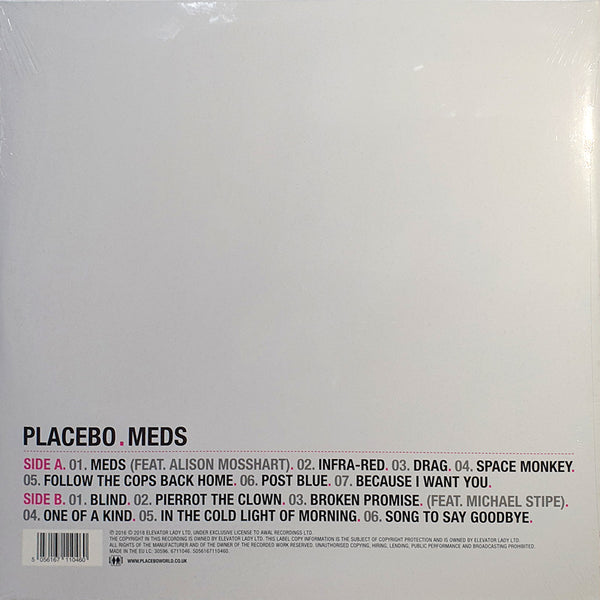 PLACEBO.MEDS
SIDE A. 01. MEDS (FEAT. ALISON MOSSHART). 02. INFRA-RED. 03. DRAG. 04. SPACE MONKEY.
05. FOLLOW THE COPS BACK HOME. 06. POST BLUE. 07. BECAUSE I WANT YOU.
SIDE B. 01. BLIND. 02. PIERROT THE CLOWN. 03. BROKEN PROMISE. (FEAT. MICHAEL STIPE).
04. ONE OF A KIND. 05. IN THE COLD LIGHT OF MORNING. 06. SONG TO SAY GOODBYE.
℗ 2016 © 2016 ELEVATOR LADY LTD, UNDER EXCLUSIVE LICENSE TO AWAL RECORDINGS LTD.
THE COPYRIGHT IN THIS RECORDING IS OWNED BY ELEVATOR LADY LTD. THIS LABEL COPY INFORMATION IS THE SUBJECT OF COPYRIGHT PROTECTION AND IS OWNED BY ELEVATOR LADY LTD.
ALL RIGHTS OF THE MANUFACTURER AND OF THE OWNER OF THE RECORDED WORK RESERVED. UNAUTHORISED COPYING, HIRING, LENDING, PUBLIC PERFORMANCE AND BROADCASTING PROHIBITED.
MADE IN THE EU LC: 30596. 6711046. 5056167110460.
5 056167 110460
WWW.PLACEBOWORLD.CO.UK